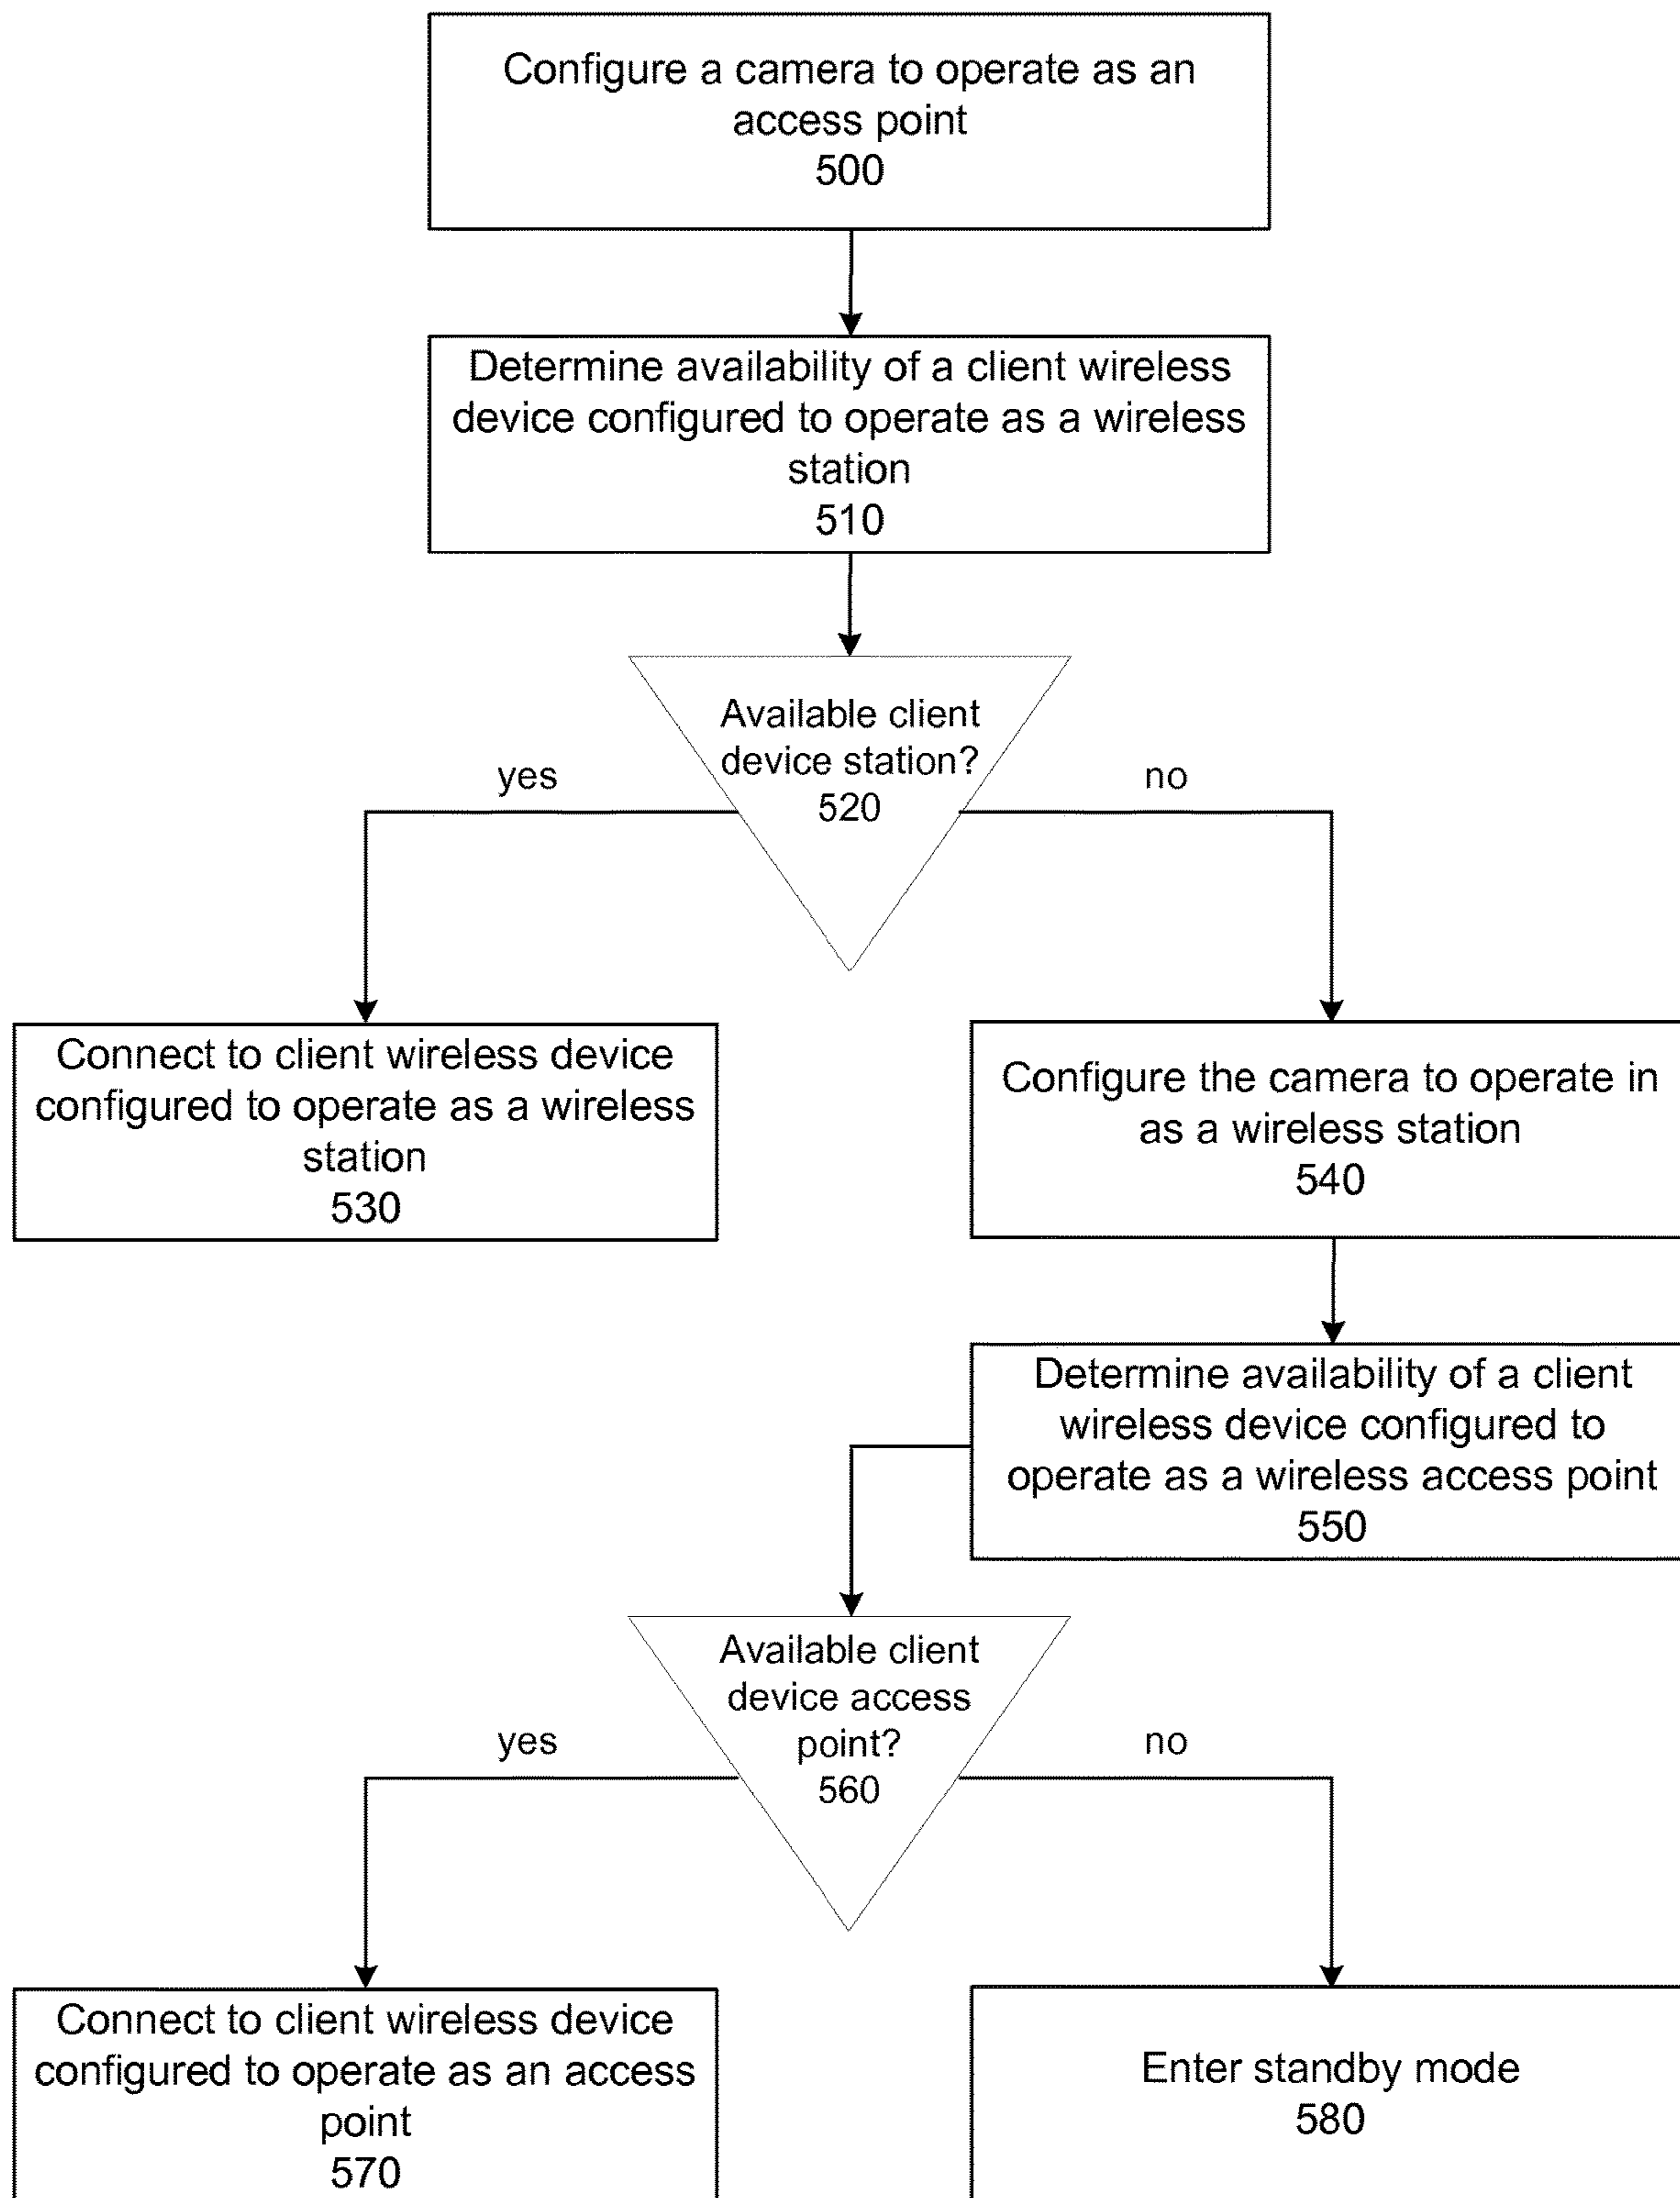 Configure a camera to operate as an
access point
500
Determine availability of a client wireless
device configured to operate as a wireless
station
510
Available client
device station?
520
yes
no
Connect to client wireless device
configured to operate as a wireless
station
530
Configure the camera to operate in
as a wireless station
540
Determine availability of a client
wireless device configured to
operate as a wireless access point
550
Available client
device access
point?
560
yes
no
Connect to client wireless device
configured to operate as an access
point
570
Enter standby mode
580